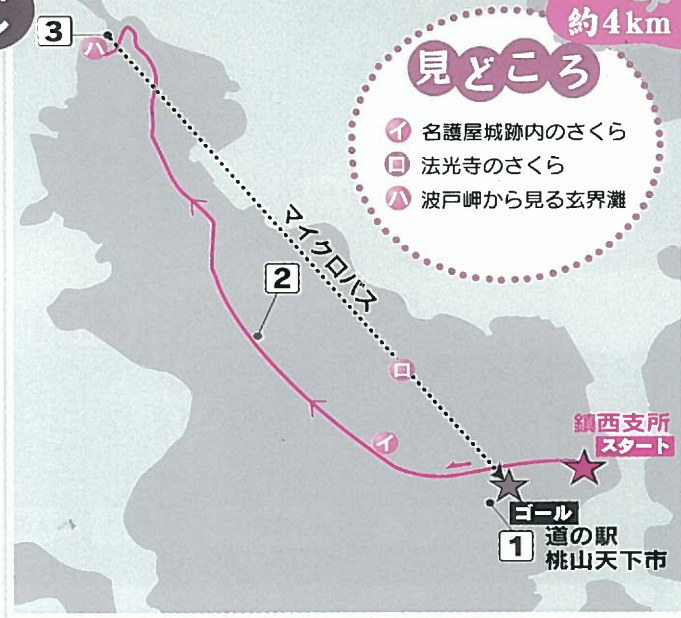 約4km
見どころ
イ 名護屋城跡内のさくら
ロ 法光寺のさくら
ハ 波戸岬から見る玄界灘
3
ハ
マイクロバス
2
ロ
イ
鎮西支所
スタート
ゴール
1
道の駅
桃山天下市